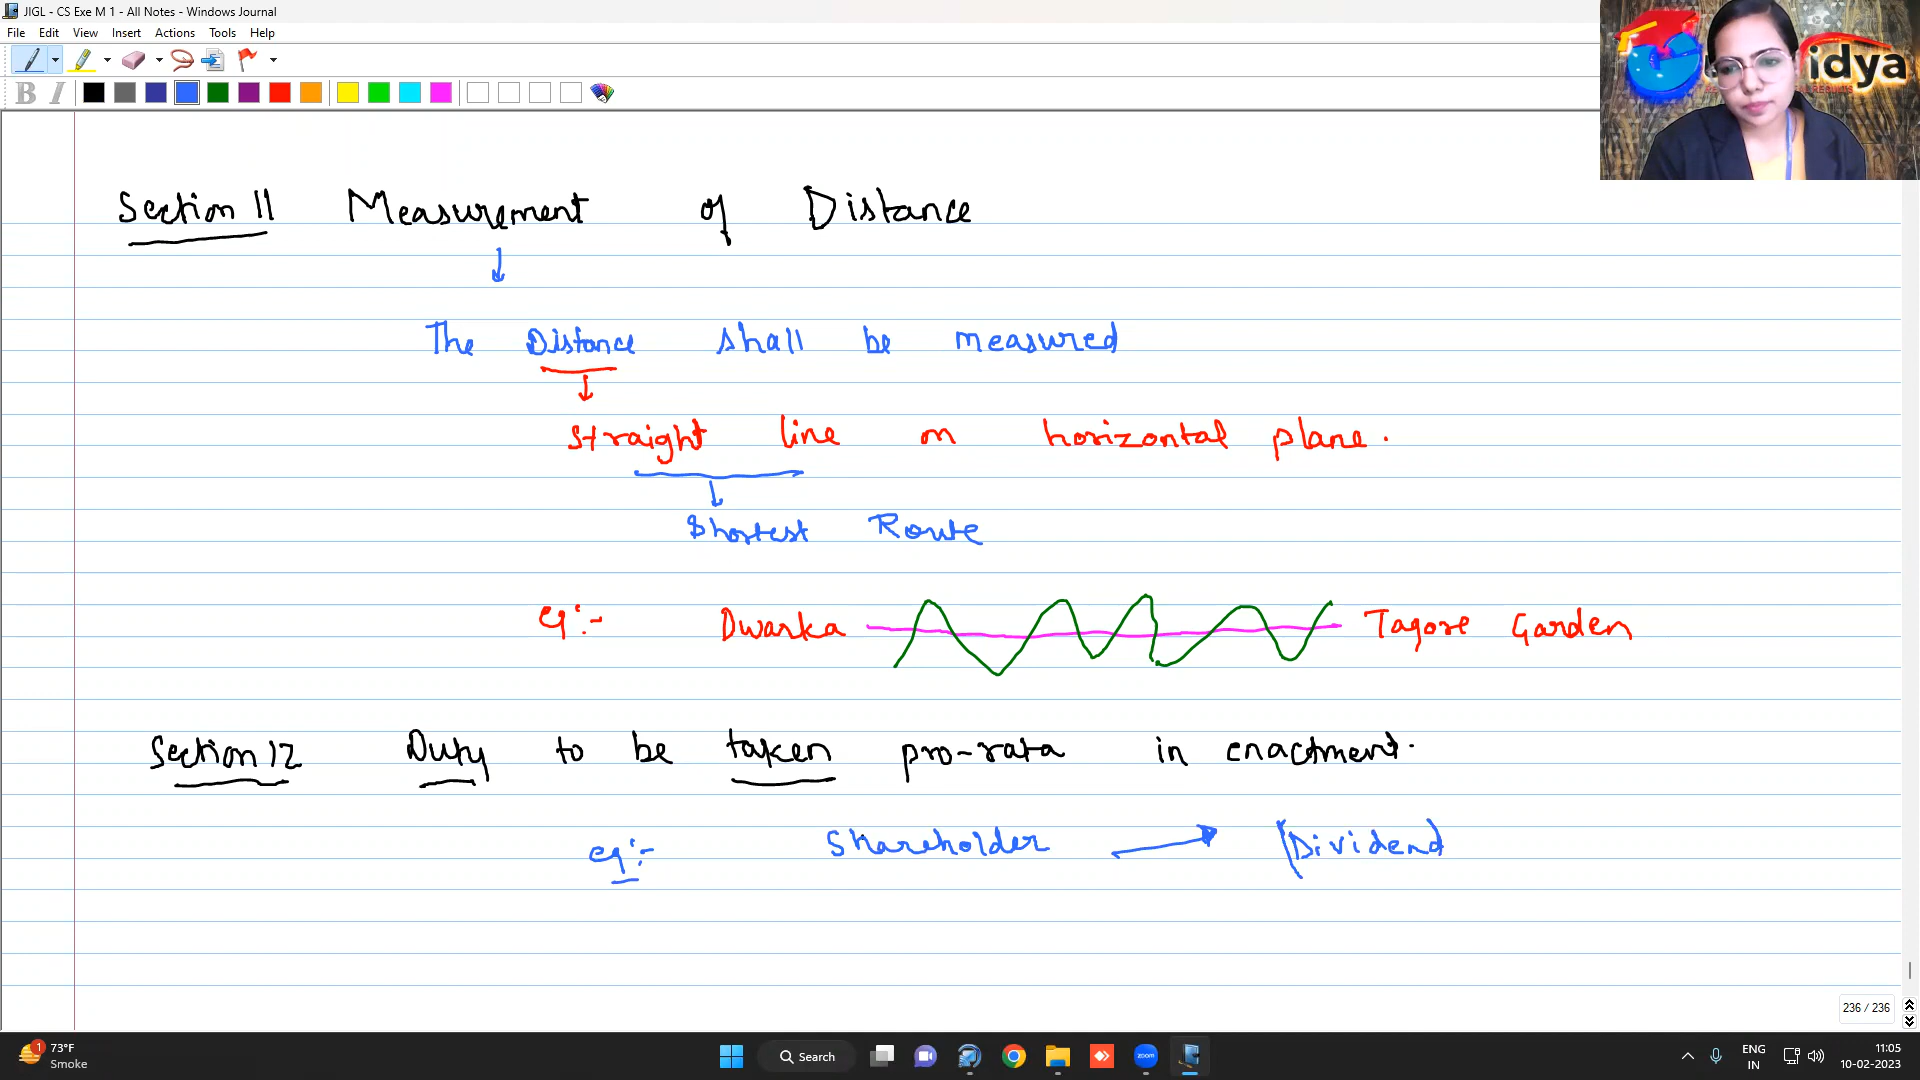 JIGL - CS Exe M 1 - All Notes - Windows Journal
File Edit View Insert Actions Tools Help
B I
idya
Section 11 Measurement of Distance
The Distance shall be measured
straight line on horizontal plane.
Shortest Route
eg:- Dwarka Tagore Garden
Section 12 Duty to be taken pro-rata in enactment.
eg:- Shareholder Dividend
236 / 236
1
73°F
Smoke
Search
zoom
ENG
IN
11:05
10-02-2023